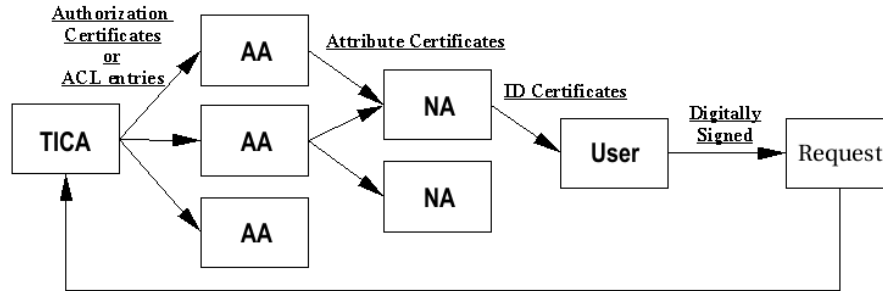 Authorization
Certificates
or
ACL entries
AA
Attribute Certificates
NA
ID Certificates
TICA
AA
User
Digitally
Signed
Request
NA
AA